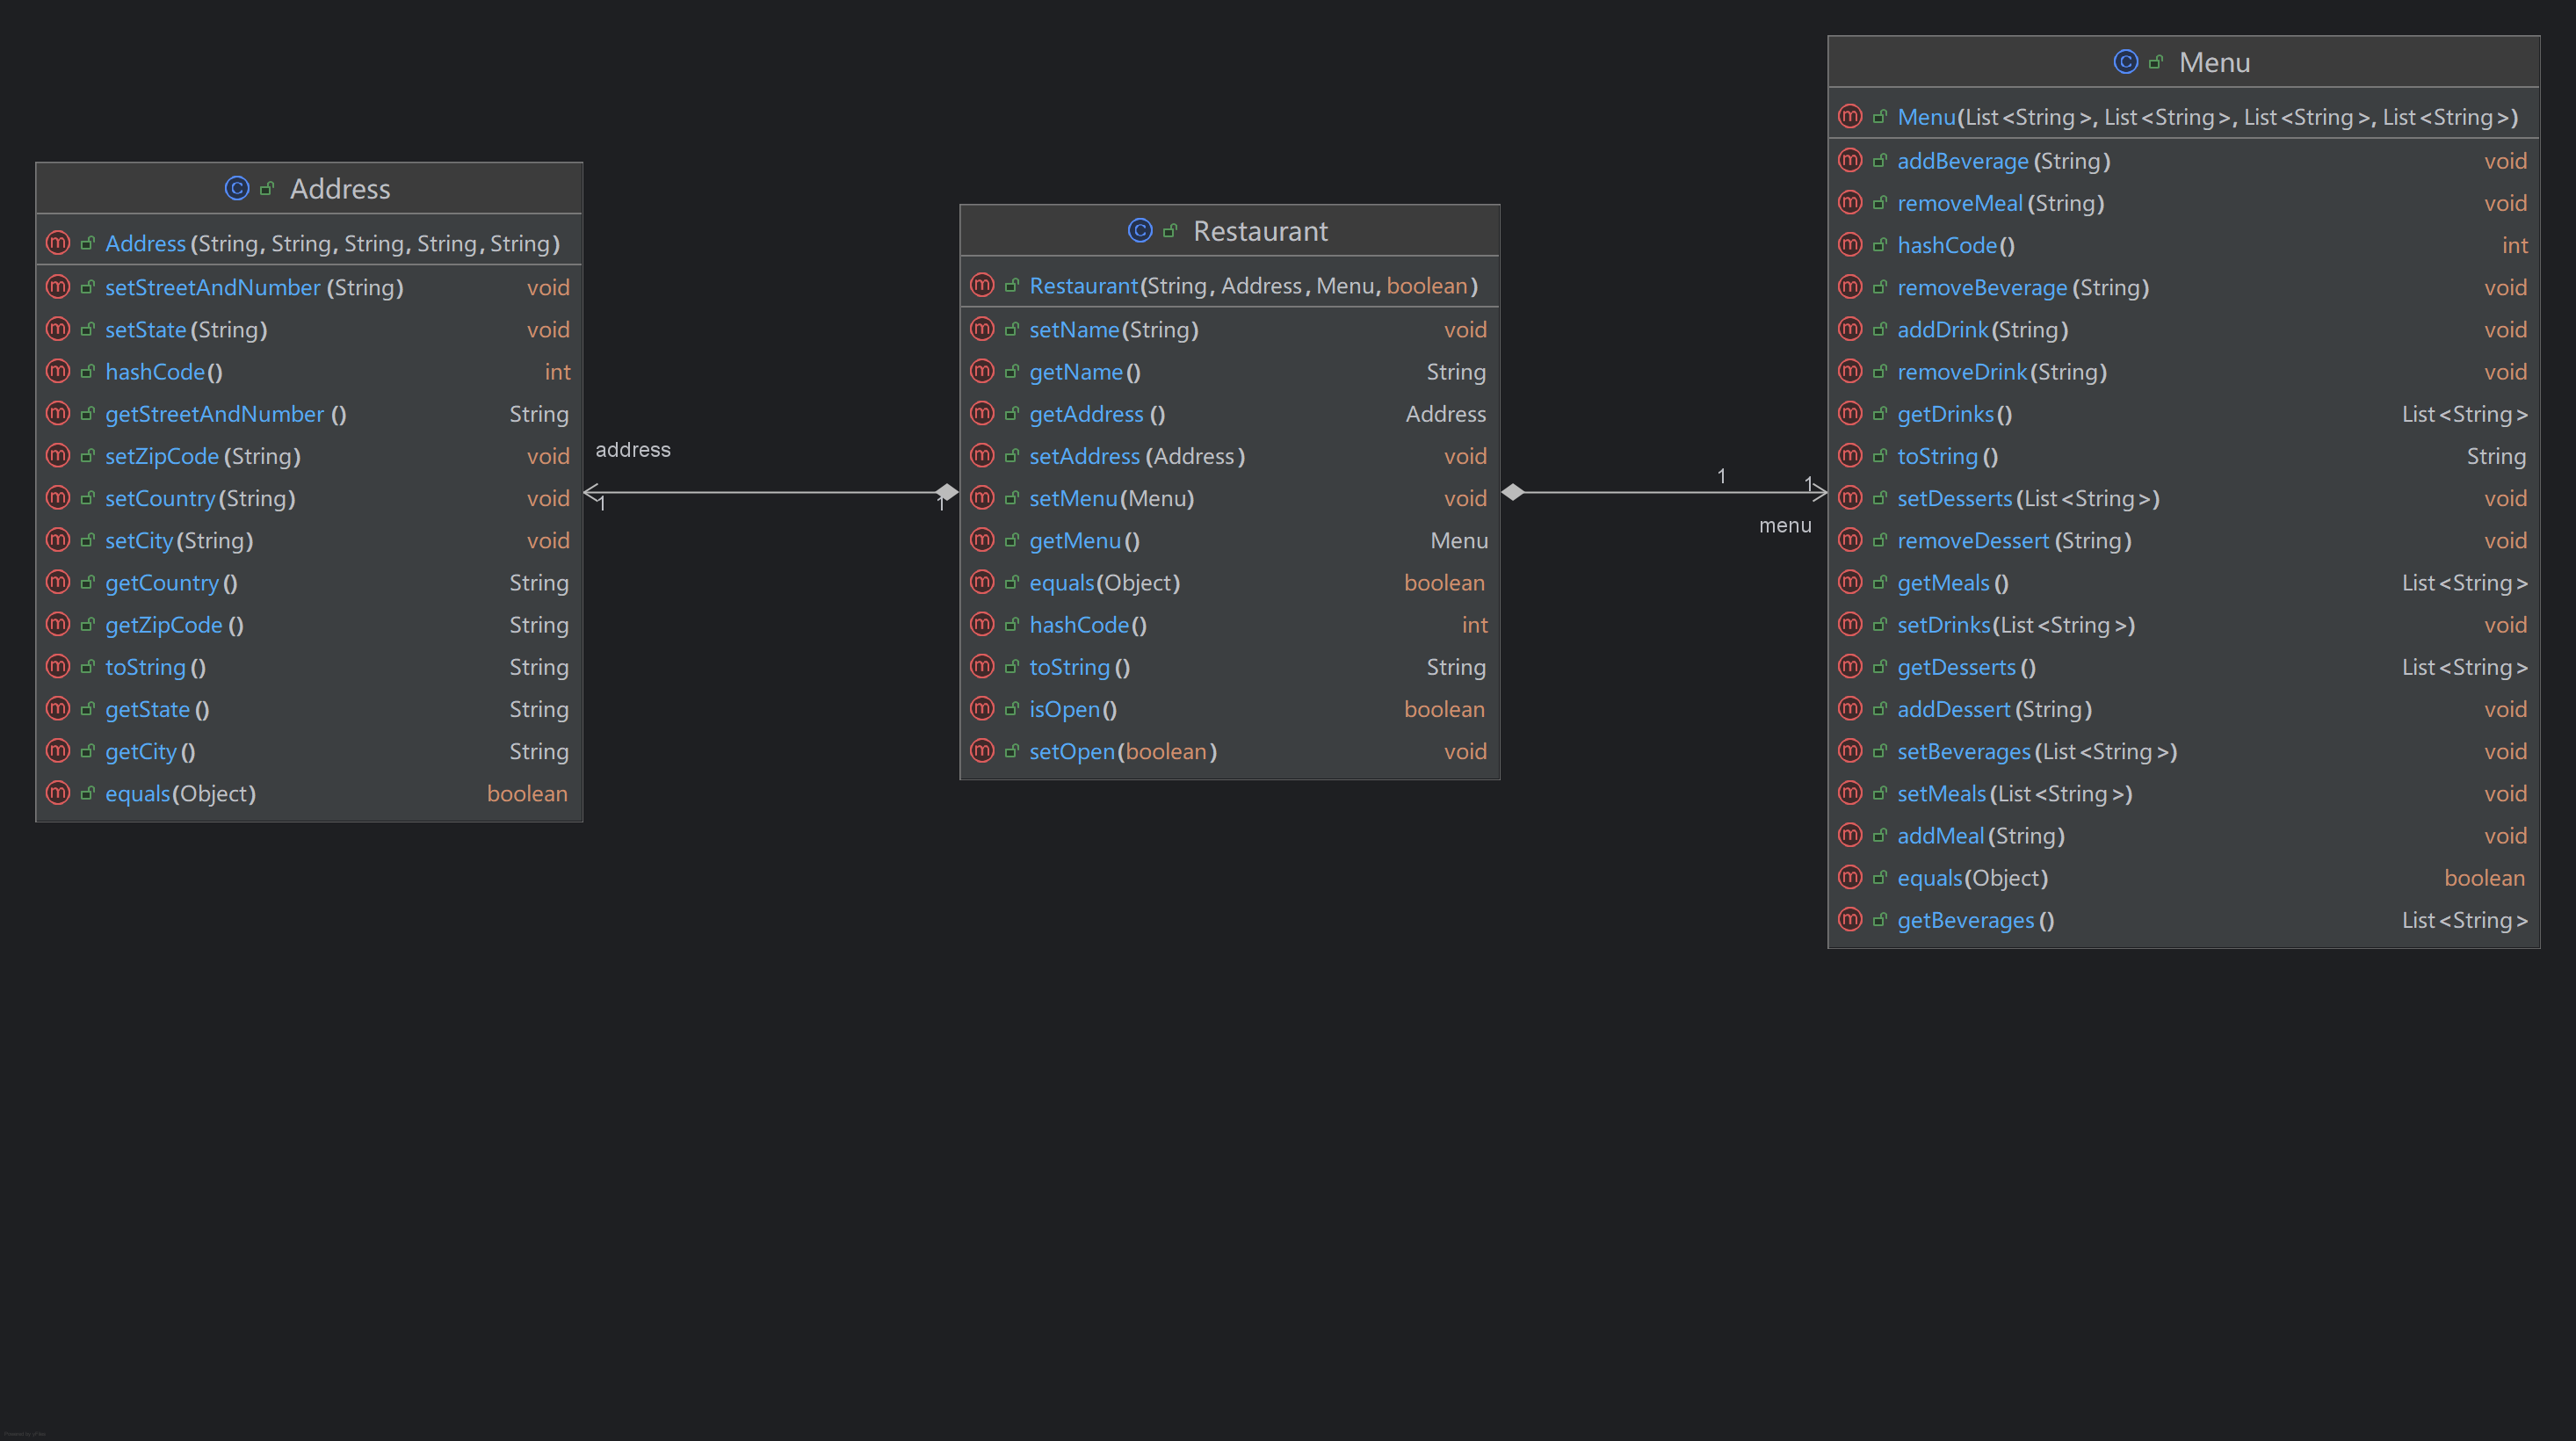 Address
Address(String, String, String, String, String)
setStreetAndNumber(String) void
setState(String) void
hashCode() int
getStreetAndNumber() String
setZipCode(String) void
setCountry(String) void
setCity(String) void
getCountry() String
getZipCode() String
toString() String
getState() String
getCity() String
equals(Object) boolean
address
1
1
Restaurant
Restaurant(String, Address, Menu, boolean)
setName(String) void
getName() String
getAddress() Address
setAddress(Address) void
setMenu(Menu) void
getMenu() Menu
equals(Object) boolean
hashCode() int
toString() String
isOpen() boolean
setOpen(boolean) void
1
1
menu
Menu
Menu(List<String>, List<String>, List<String>, List<String>)
addBeverage(String) void
removeMeal(String) void
hashCode() int
removeBeverage(String) void
addDrink(String) void
removeDrink(String) void
getDrinks() List<String>
toString() String
setDesserts(List<String>) void
removeDessert(String) void
getMeals() List<String>
setDrinks(List<String>) void
getDesserts() List<String>
addDessert(String) void
setBeverages(List<String>) void
setMeals(List<String>) void
addMeal(String) void
equals(Object) boolean
getBeverages() List<String>